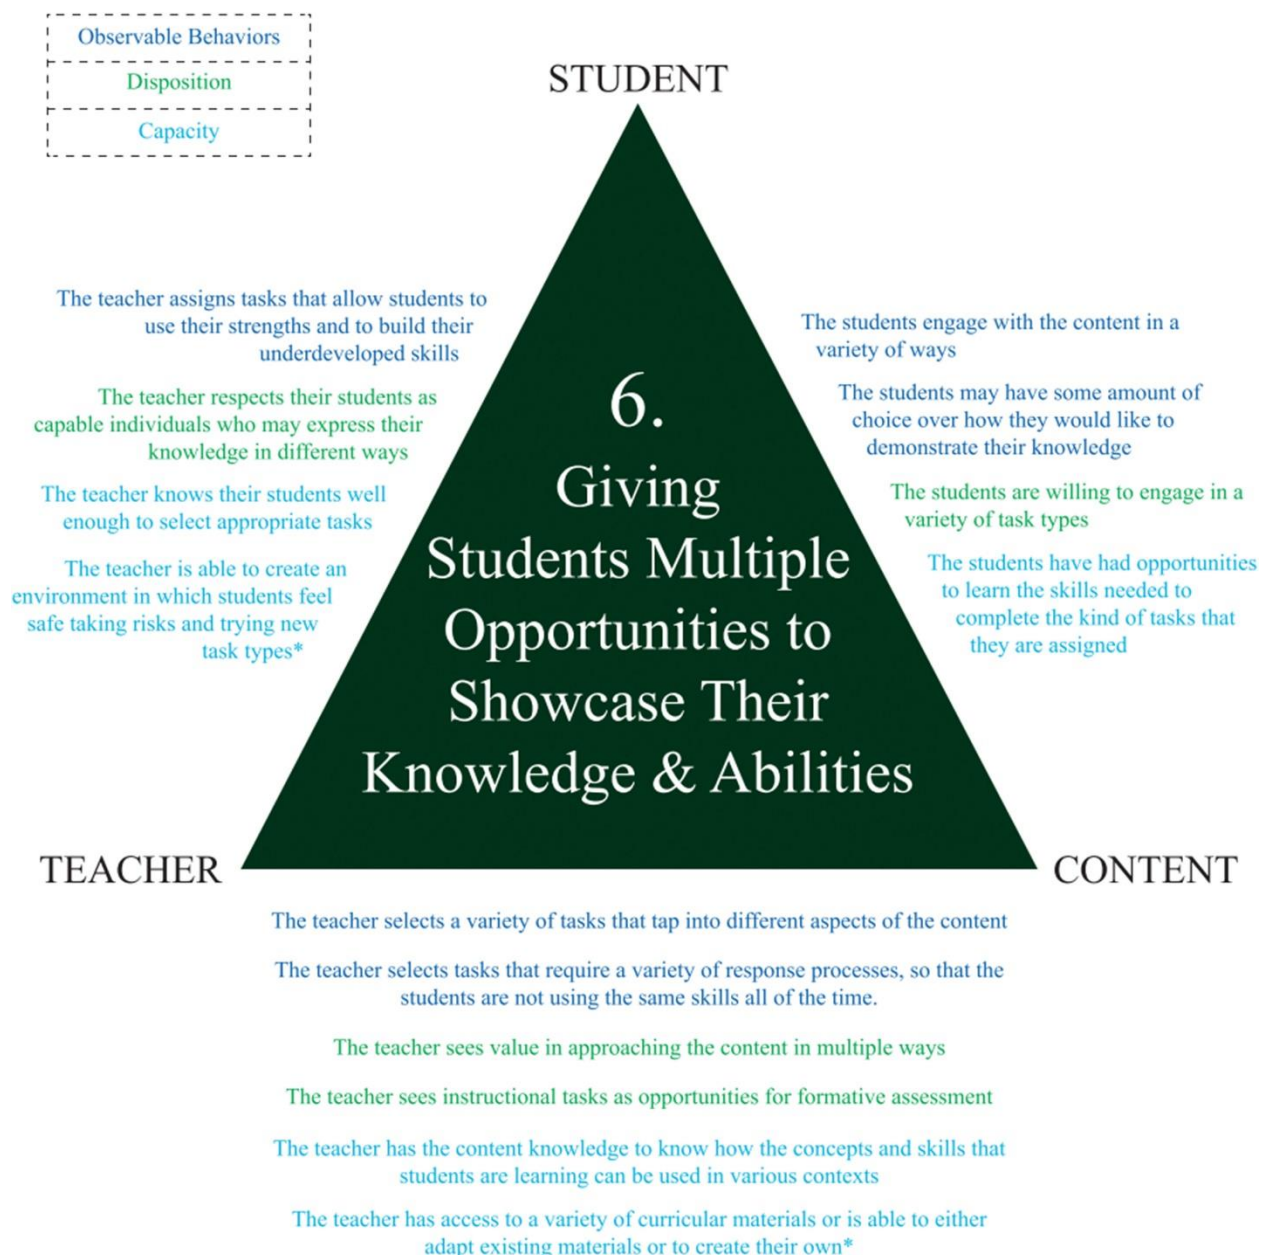 Observable Behaviors
Disposition
Capacity
STUDENT
The teacher assigns tasks that allow students to
use their strengths and to build their
underdeveloped skills
The teacher respects their students as
capable individuals who may express their
knowledge in different ways
The teacher knows their students well
enough to select appropriate tasks
The teacher is able to create an
environment in which students feel
safe taking risks and trying new
task types*
6.
Giving
Students Multiple
Opportunities to
Showcase Their
Knowledge & Abilities
The students engage with the content in a
variety of ways
The students may have some amount of
choice over how they would like to
demonstrate their knowledge
The students are willing to engage in a
variety of task types
The students have had opportunities
to learn the skills needed to
complete the kind of tasks that
they are assigned
TEACHER
CONTENT
The teacher selects a variety of tasks that tap into different aspects of the content
The teacher selects tasks that require a variety of response processes, so that the
students are not using the same skills all of the time.
The teacher sees value in approaching the content in multiple ways
The teacher sees instructional tasks as opportunities for formative assessment
The teacher has the content knowledge to know how the concepts and skills that
students are learning can be used in various contexts
The teacher has access to a variety of curricular materials or is able to either
adapt existing materials or to create their own*